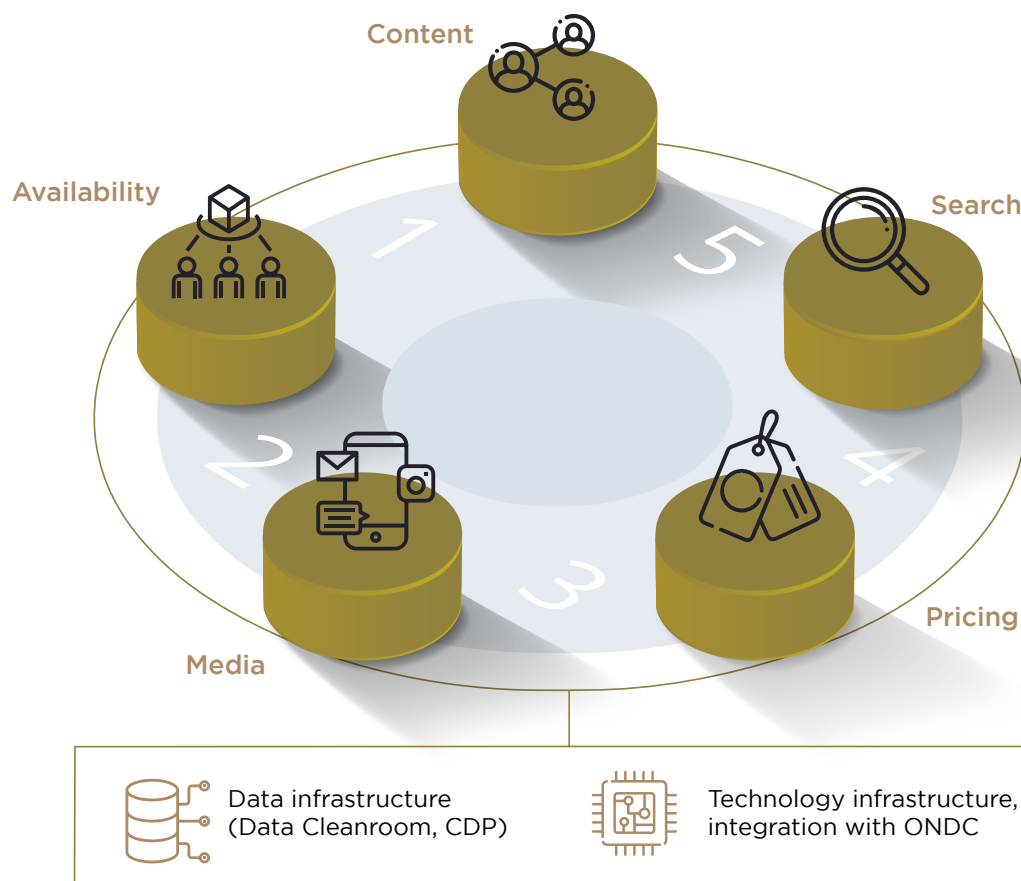 Content
Availability
Search
1
5
2
4
3
Media
Pricing
Data infrastructure
(Data Cleanroom, CDP)
Technology infrastructure,
integration with ONDC